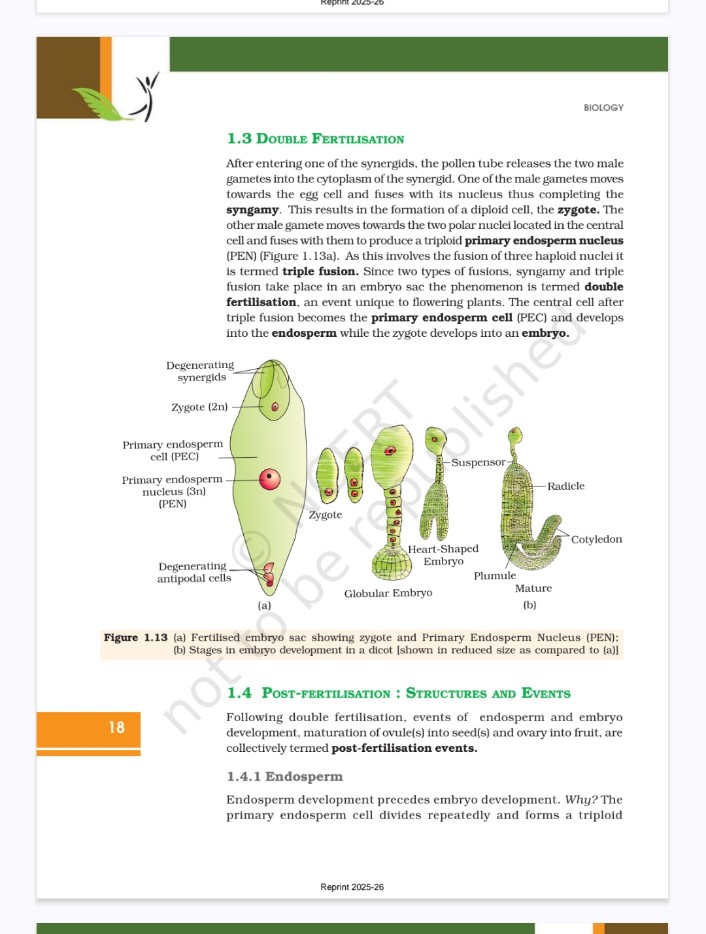 Reprint 2025-26
BIOLOGY
1.3 DOUBLE FERTILISATION
After entering one of the synergids, the pollen tube releases the two male
gametes into the cytoplasm of the synergid. One of the male gametes moves
towards the egg cell and fuses with its nucleus thus completing the
syngamy. This results in the formation of a diploid cell, the zygote. The
other male gamete moves towards the two polar nuclei located in the central
cell and fuses with them to produce a triploid primary endosperm nucleus
(PEN) (Figure 1.13a). As this involves the fusion of three haploid nuclei it
is termed triple fusion. Since two types of fusions, syngamy and triple
fusion take place in an embryo sac the phenomenon is termed double
fertilisation, an event unique to flowering plants. The central cell after
triple fusion becomes the primary endosperm cell (PEC) and develops
into the endosperm while the zygote develops into an embryo.
Degenerating
synergids
Zygote (2n)
Primary endosperm
cell (PEC)
Primary endosperm
nucleus (3n)
(PEN)
Degenerating
antipodal cells
(a)
Zygote
Globular Embryo
Suspensor
Heart-Shaped
Embryo
Radicle
Cotyledon
Plumule
Mature
(b)
© NCERT
not to be republished
Figure 1.13 (a) Fertilised embryo sac showing zygote and Primary Endosperm Nucleus (PEN);
(b) Stages in embryo development in a dicot [shown in reduced size as compared to (a)]
1.4 POST-FERTILISATION : STRUCTURES AND EVENTS
Following double fertilisation, events of endosperm and embryo
development, maturation of ovule(s) into seed(s) and ovary into fruit, are
collectively termed post-fertilisation events.
18
1.4.1 Endosperm
Endosperm development precedes embryo development. Why? The
primary endosperm cell divides repeatedly and forms a triploid
Reprint 2025-26